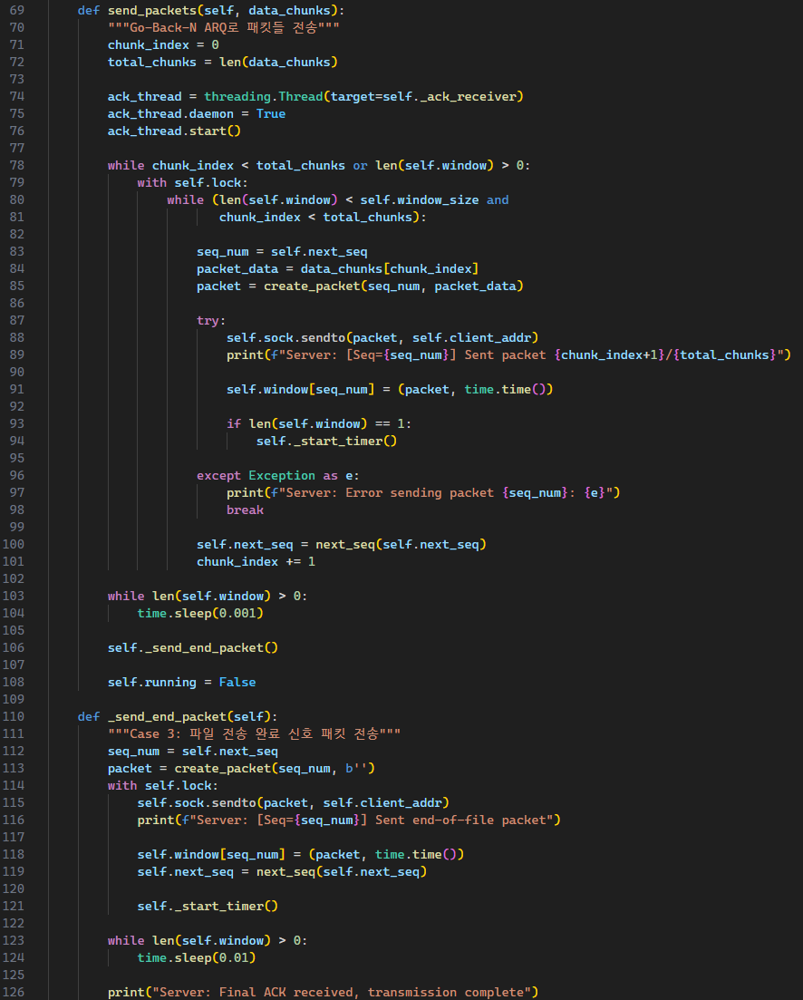 69 def send_packets(self, data_chunks):
70 """Go-Back-N ARQ로 패킷들 전송"""
71 chunk_index = 0
72 total_chunks = len(data_chunks)
73
74 ack_thread = threading.Thread(target=self._ack_receiver)
75 ack_thread.daemon = True
76 ack_thread.start()
77
78 while chunk_index < total_chunks or len(self.window) > 0:
79 with self.lock:
80 while (len(self.window) < self.window_size and
81 chunk_index < total_chunks):
82
83 seq_num = self.next_seq
84 packet_data = data_chunks[chunk_index]
85 packet = create_packet(seq_num, packet_data)
86
87 try:
88 self.sock.sendto(packet, self.client_addr)
89 print(f"Server: [Seq={seq_num}] Sent packet {chunk_index+1}/{total_chunks}")
90
91 self.window[seq_num] = (packet, time.time())
92
93 if len(self.window) == 1:
94 self._start_timer()
95
96 except Exception as e:
97 print(f"Server: Error sending packet {seq_num}: {e}")
98 break
99
100 self.next_seq = next_seq(self.next_seq)
101 chunk_index += 1
102
103 while len(self.window) > 0:
104 time.sleep(0.001)
105
106 self._send_end_packet()
107
108 self.running = False
109
110 def _send_end_packet(self):
111 """Case 3: 파일 전송 완료 신호 패킷 전송"""
112 seq_num = self.next_seq
113 packet = create_packet(seq_num, b'')
114 with self.lock:
115 self.sock.sendto(packet, self.client_addr)
116 print(f"Server: [Seq={seq_num}] Sent end-of-file packet")
117
118 self.window[seq_num] = (packet, time.time())
119 self.next_seq = next_seq(self.next_seq)
120
121 self._start_timer()
122
123 while len(self.window) > 0:
124 time.sleep(0.01)
125
126 print("Server: Final ACK received, transmission complete")